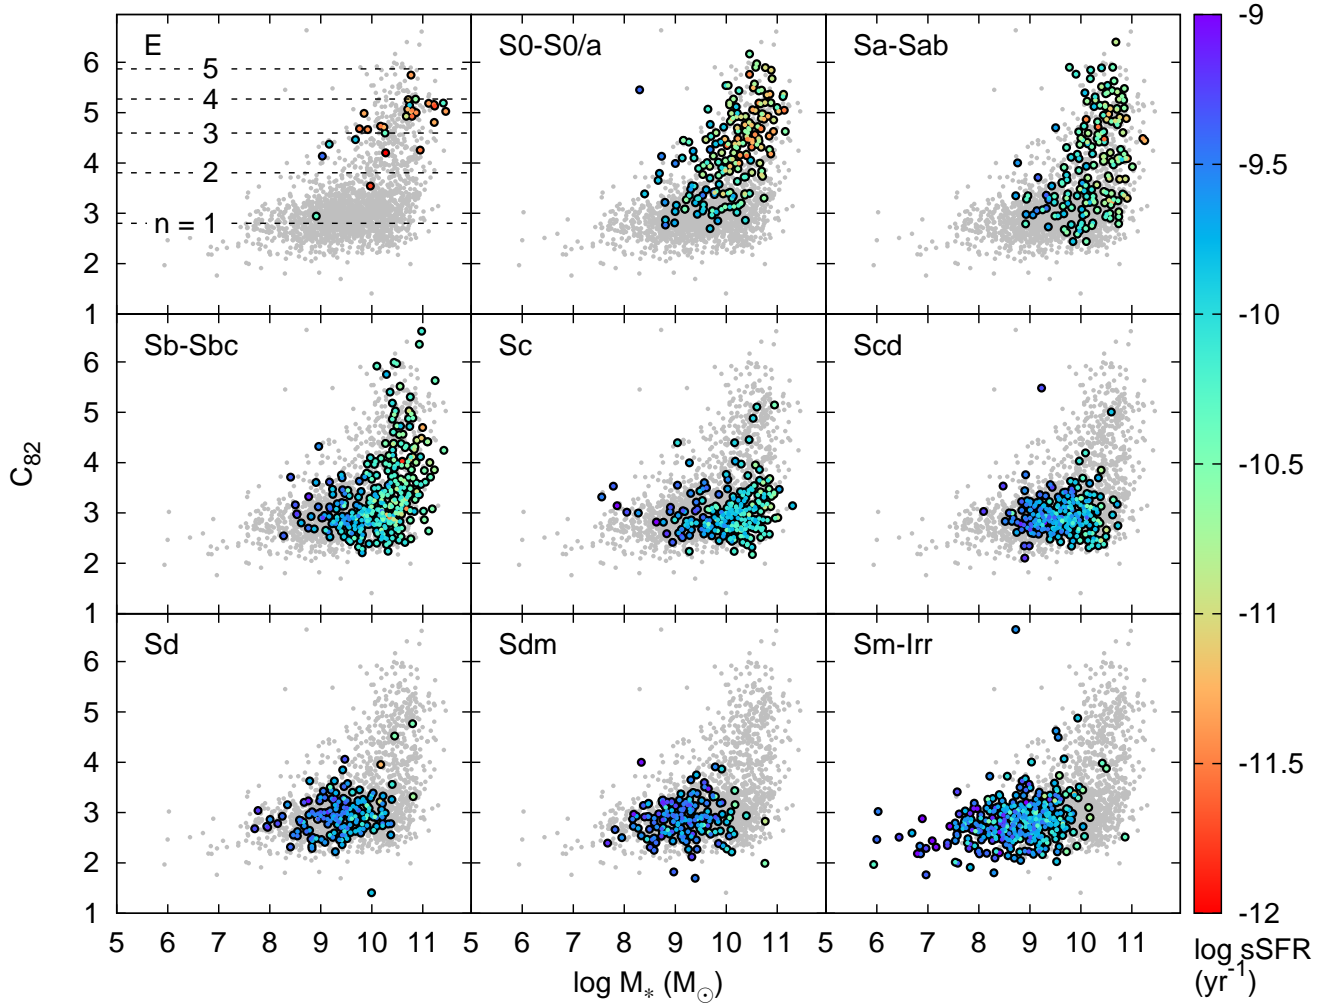 E
S0-S0/a
Sa-Sab
5
4
3
2
n = 1
6
5
4
3
2
1
Sb-Sbc
Sc
Scd
6
5
4
3
2
1
Sd
Sdm
Sm-Irr
6
5
4
3
2
1
C82
5 6 7 8 9 10 11
5 6 7 8 9 10 11
5 6 7 8 9 10 11
log M* (M⊙)
-9
-9.5
-10
-10.5
-11
-11.5
-12
log sSFR
(yr-1)